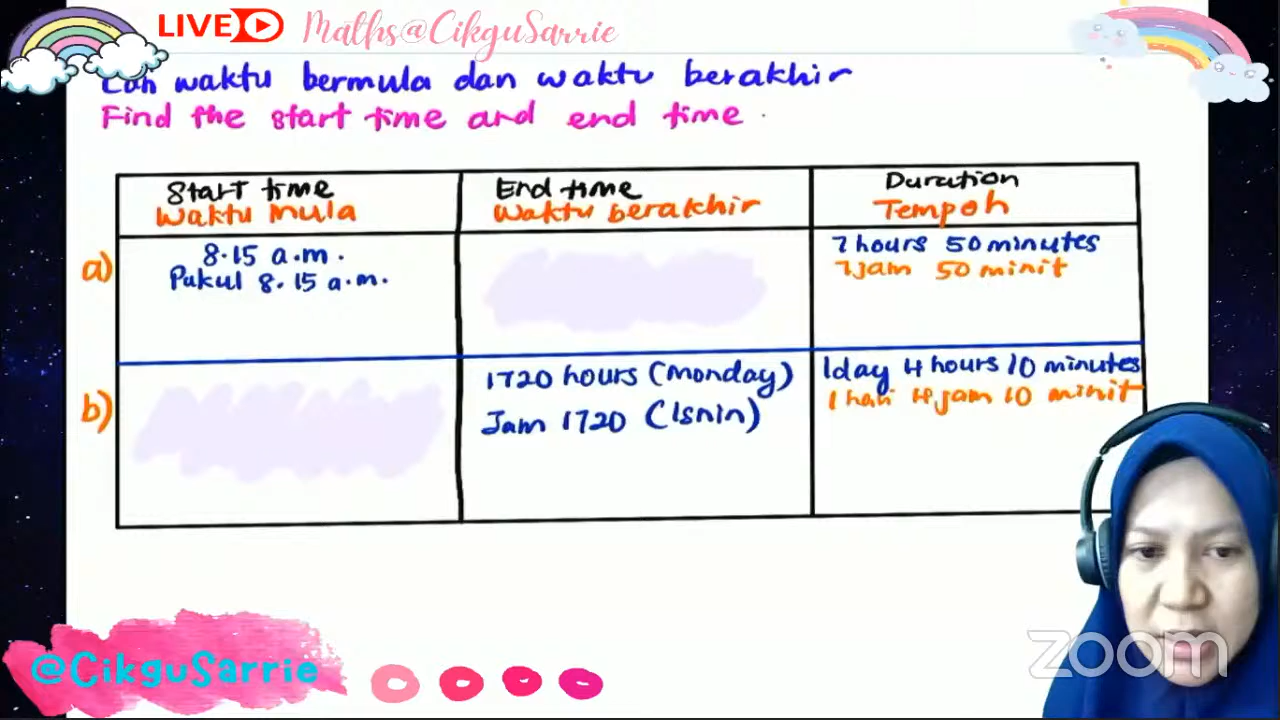 LIVE Maths@CikguSarrie
Cari waktu bermula dan waktu berakhir
Find the start time and end time .
Start time
Waktu mula
End time
Waktu berakhir
Duration
Tempoh
a)
8.15 a.m.
Pukul 8.15 a.m.
7 hours 50 minutes
7 jam 50 minit
b)
1720 hours (Monday)
Jam 1720 (Isnin)
1day 4 hours 10 minutes
1 hari 4 jam 10 minit
@CikguSarrie
zoom